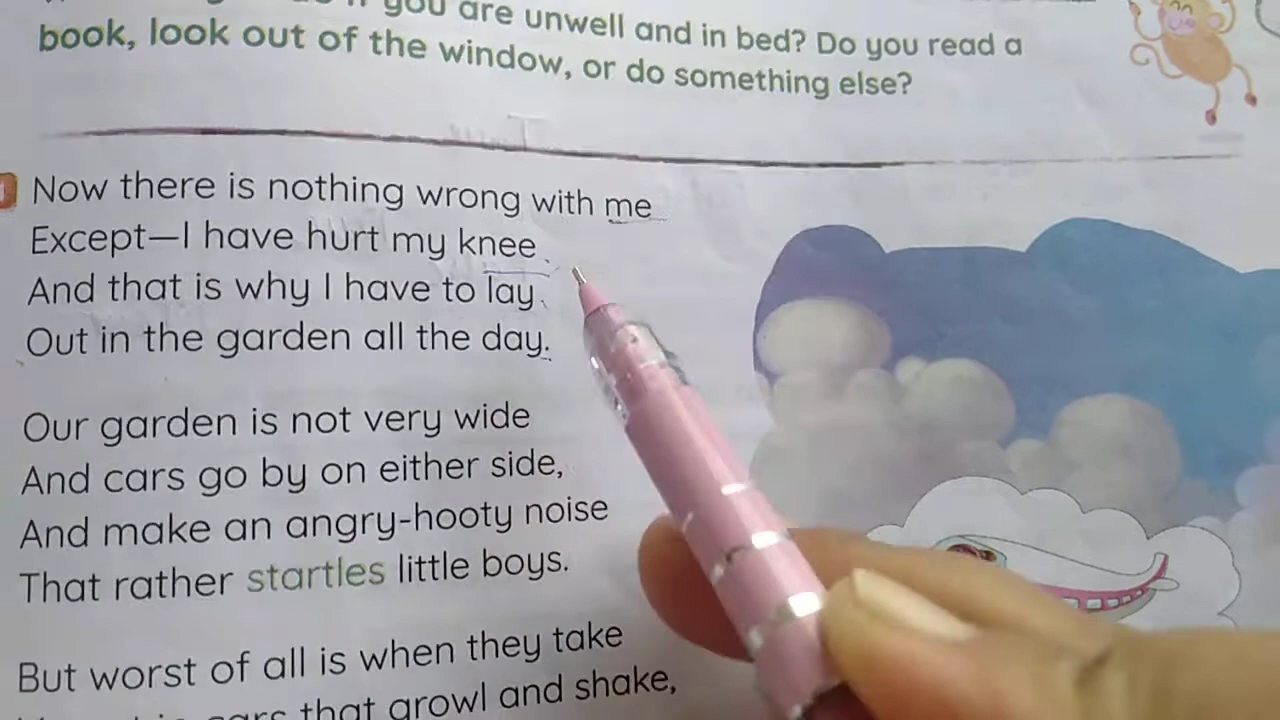 you are unwell and in bed? Do you read a
book, look out of the window, or do something else?
Now there is nothing wrong with me
Except—I have hurt my knee
And that is why I have to lay
Out in the garden all the day.
Our garden is not very wide
And cars go by on either side,
And make an angry-hooty noise
That rather startles little boys.
But worst of all is when they take
cars that growl and shake,